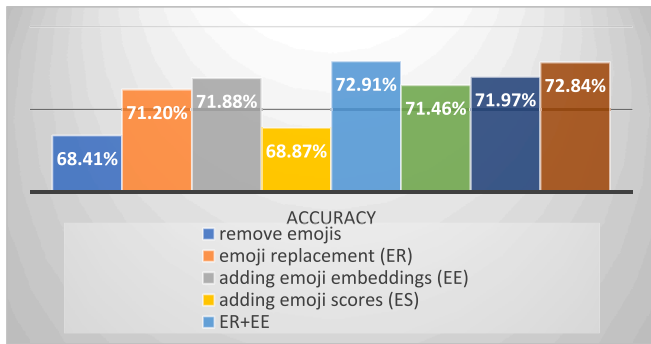 68.41%
71.20%
71.88%
68.87%
72.91%
71.46%
71.97%
72.84%
ACCURACY
remove emojis
emoji replacement (ER)
adding emoji embeddings (EE)
adding emoji scores (ES)
ER+EE